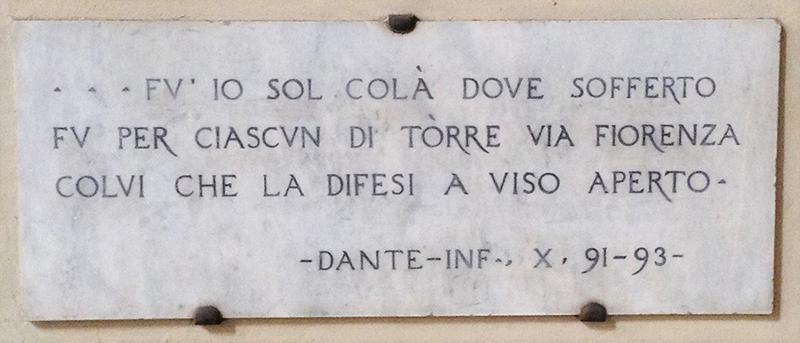 . . . FV' IO SOL COLÀ DOVE SOFFERTO
FV PER CIASCVN DI TÒRRE VIA FIORENZA
COLVI CHE LA DIFESI A VISO APERTO-
-DANTE-INF., X, 91-93-